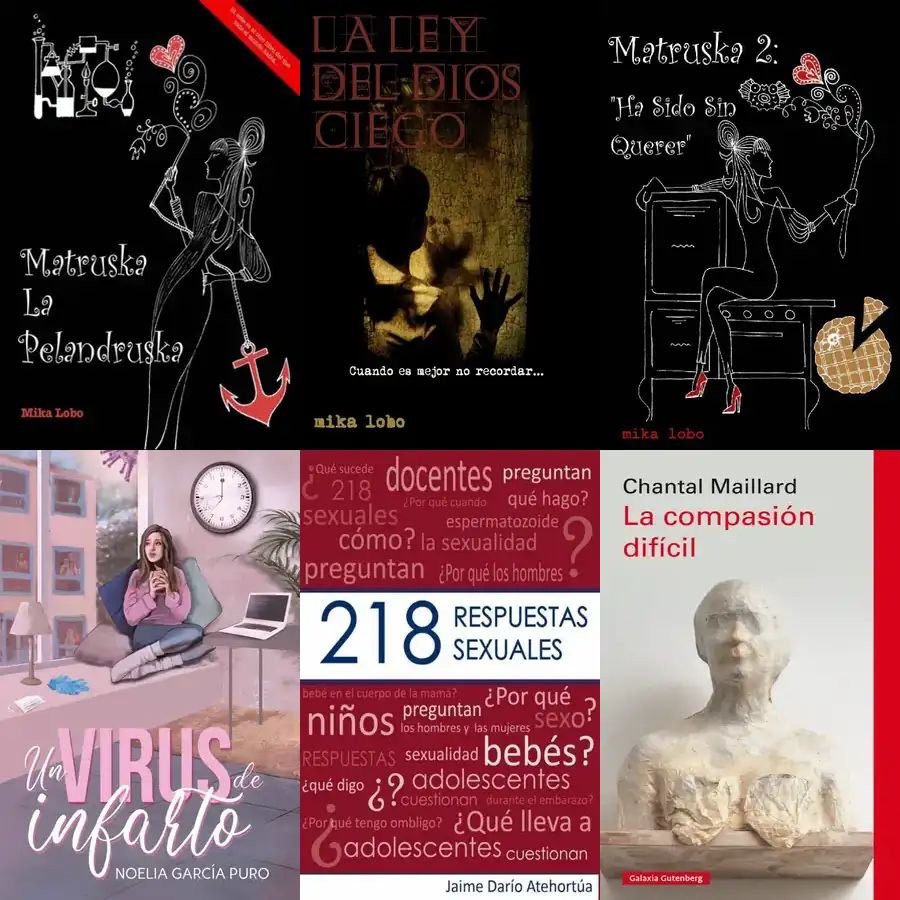 Matruska
La
Pelandruska
Mika Lobo
LA LEY
DEL DIOS
CIEGO
Cuando es mejor no recordar...
mika lobo
Matruska 2:
"Ha Sido Sin
Querer"
mika lobo
Un VIRUS de
infarto
NOELIA GARCÍA PURO
¿Qué sucede
docentes preguntan
218
¿Por qué cuando
qué hago?
sexuales
espermatozoide
cómo? la sexualidad
?
preguntan ¿Por qué los hombres
218 RESPUESTAS
SEXUALES
bebé en el cuerpo de la mamá?
¿Por qué
niños preguntan sexo?
los hombres y las mujeres
RESPUESTAS sexualidad bebés?
¿qué digo ¿? adolescentes
cuestionan durante el embarazo?
¿Por qué tengo ombligo? ¿Qué lleva a
¿adolescentes cuestionan
Jaime Darío Atehortúa
Chantal Maillard
La compasión
difícil
Galaxia Gutenberg